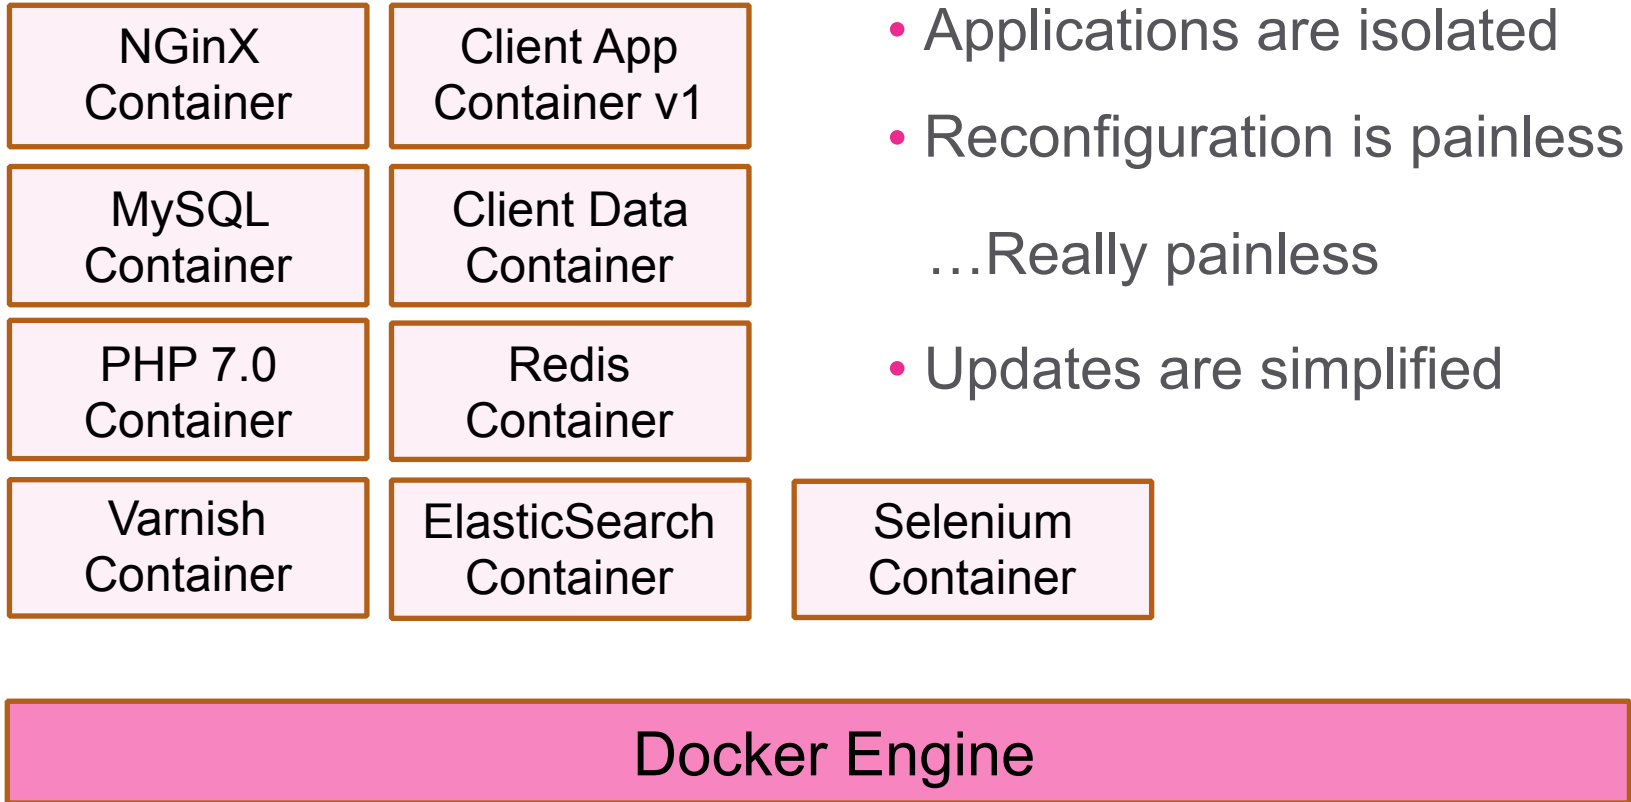 NGinX
Container
Client App
Container v1
MySQL
Container
Client Data
Container
PHP 7.0
Container
Redis
Container
Varnish
Container
ElasticSearch
Container
Selenium
Container
• Applications are isolated
• Reconfiguration is painless
…Really painless
• Updates are simplified
Docker Engine